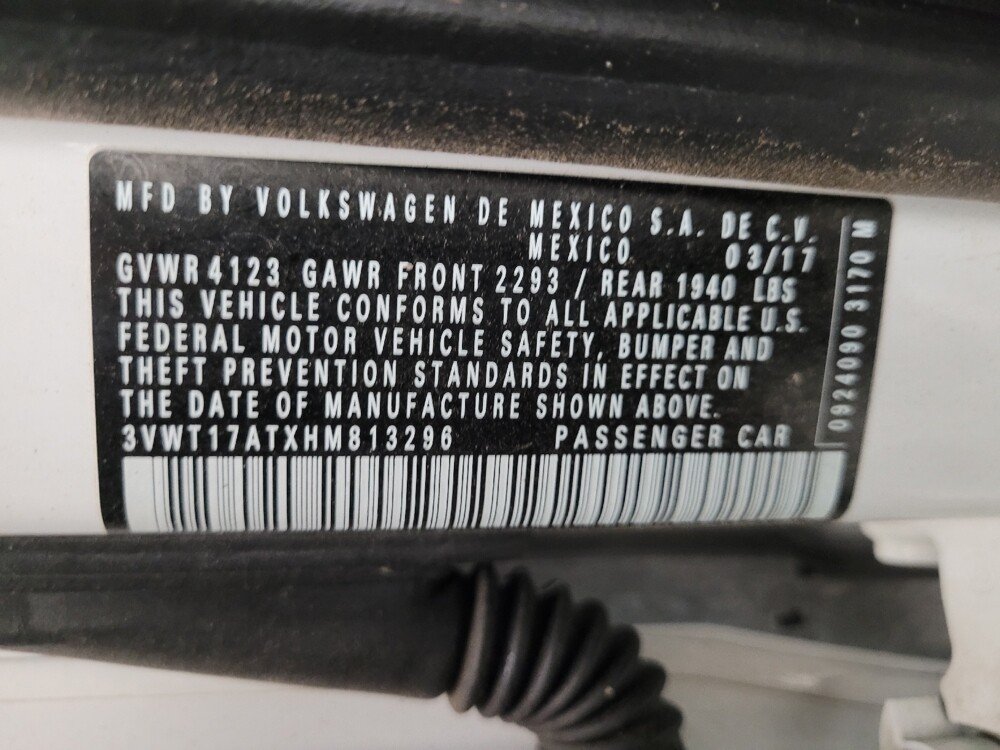 MFD BY VOLKSWAGEN DE MEXICO S.A. DE C.V.
MEXICO 03/17
GVWR 4123 GAWR FRONT 2293 / REAR 1940 LBS
THIS VEHICLE CONFORMS TO ALL APPLICABLE U.S.
FEDERAL MOTOR VEHICLE SAFETY, BUMPER AND
THEFT PREVENTION STANDARDS IN EFFECT ON
THE DATE OF MANUFACTURE SHOWN ABOVE.
3VWT17ATXHM813296 PASSENGER CAR
0924090 3170 M